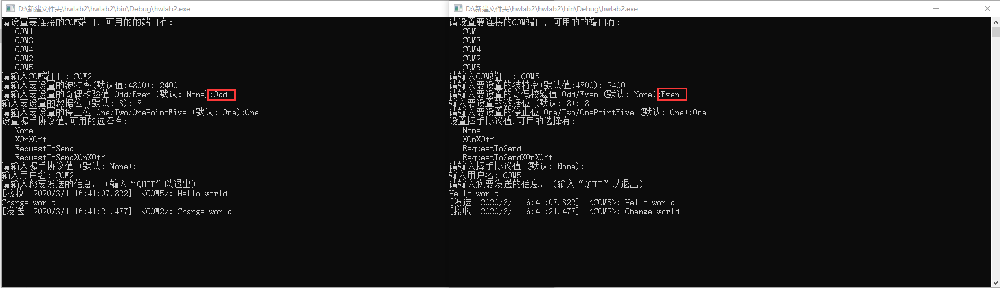 D:\新建文件夹\hwlab2\hwlab2\bin\Debug\hwlab2.exe
请设置要连接的COM端口，可用的的端口有:
COM1
COM3
COM4
COM2
COM5
请输入COM端口 : COM2
请输入要设置的波特率(默认值:4800): 2400
请输入要设置的奇偶校验值 Odd/Even (默认: None):Odd
输入要设置的数据位 (默认: 8): 8
请输入要设置的停止位 One/Two/OnePointFive (默认: One):One
设置握手协议值,可用的选择有:
None
XOnXOff
RequestToSend
RequestToSendXOnXOff
请输入握手协议值 (默认: None):
输入用户名: COM2
请输入您要发送的信息: (输入“QUIT”以退出)
[接收  2020/3/1 16:41:07.822]  <COM5>: Hello world
Change world
[发送  2020/3/1 16:41:21.477]  <COM2>: Change world
D:\新建文件夹\hwlab2\hwlab2\bin\Debug\hwlab2.exe
请设置要连接的COM端口，可用的的端口有:
COM1
COM3
COM4
COM2
COM5
请输入COM端口 : COM5
请输入要设置的波特率(默认值:4800): 2400
请输入要设置的奇偶校验值 Odd/Even (默认: None):Even
输入要设置的数据位 (默认: 8): 8
请输入要设置的停止位 One/Two/OnePointFive (默认: One):One
设置握手协议值,可用的选择有:
None
XOnXOff
RequestToSend
RequestToSendXOnXOff
请输入握手协议值 (默认: None):
输入用户名: COM5
请输入您要发送的信息: (输入“QUIT”以退出)
Hello world
[发送  2020/3/1 16:41:07.822]  <COM5>: Hello world
[接收  2020/3/1 16:41:21.477]  <COM2>: Change world